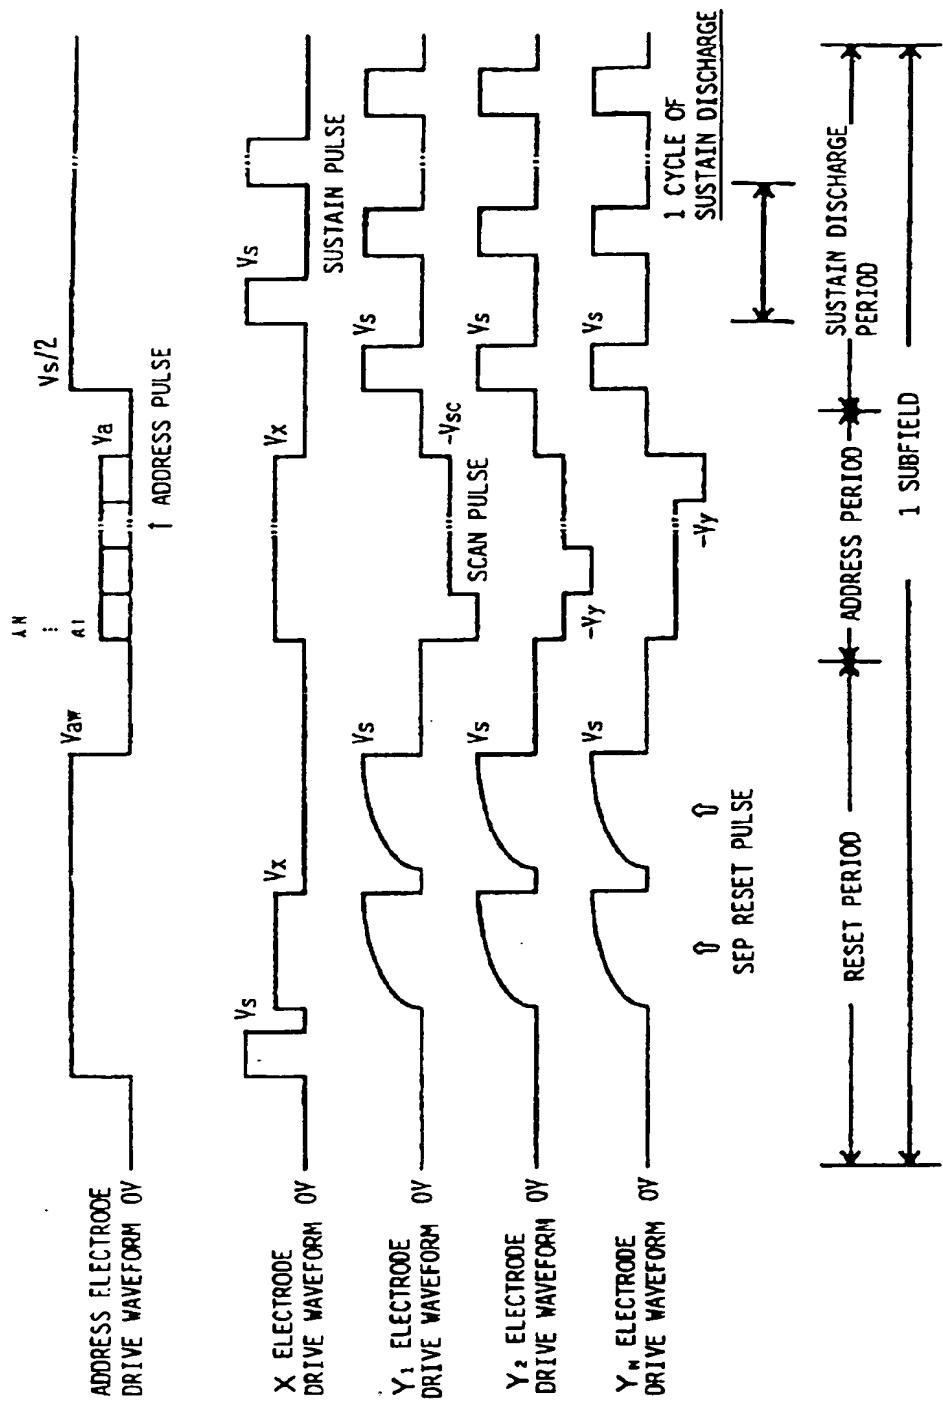 ADDRESS ELECTRODE
DRIVE WAVEFORM 0V
Vaw
AN
⋮
A1
Va
↑ ADDRESS PULSE
Vs/2
X ELECTRODE
DRIVE WAVEFORM 0V
Vs
Vx
Vx
Vs
SUSTAIN PULSE
Y1 ELECTRODE
DRIVE WAVEFORM 0V
Vs
SCAN PULSE
-Vsc
Vs
Y2 ELECTRODE
DRIVE WAVEFORM 0V
Vs
-Vy
Vs
YN ELECTRODE
DRIVE WAVEFORM 0V
Vs
-Vy
Vs
SEP RESET PULSE
1 CYCLE OF
SUSTAIN DISCHARGE
RESET PERIOD
ADDRESS PERIOD
SUSTAIN DISCHARGE
PERIOD
1 SUBFIELD